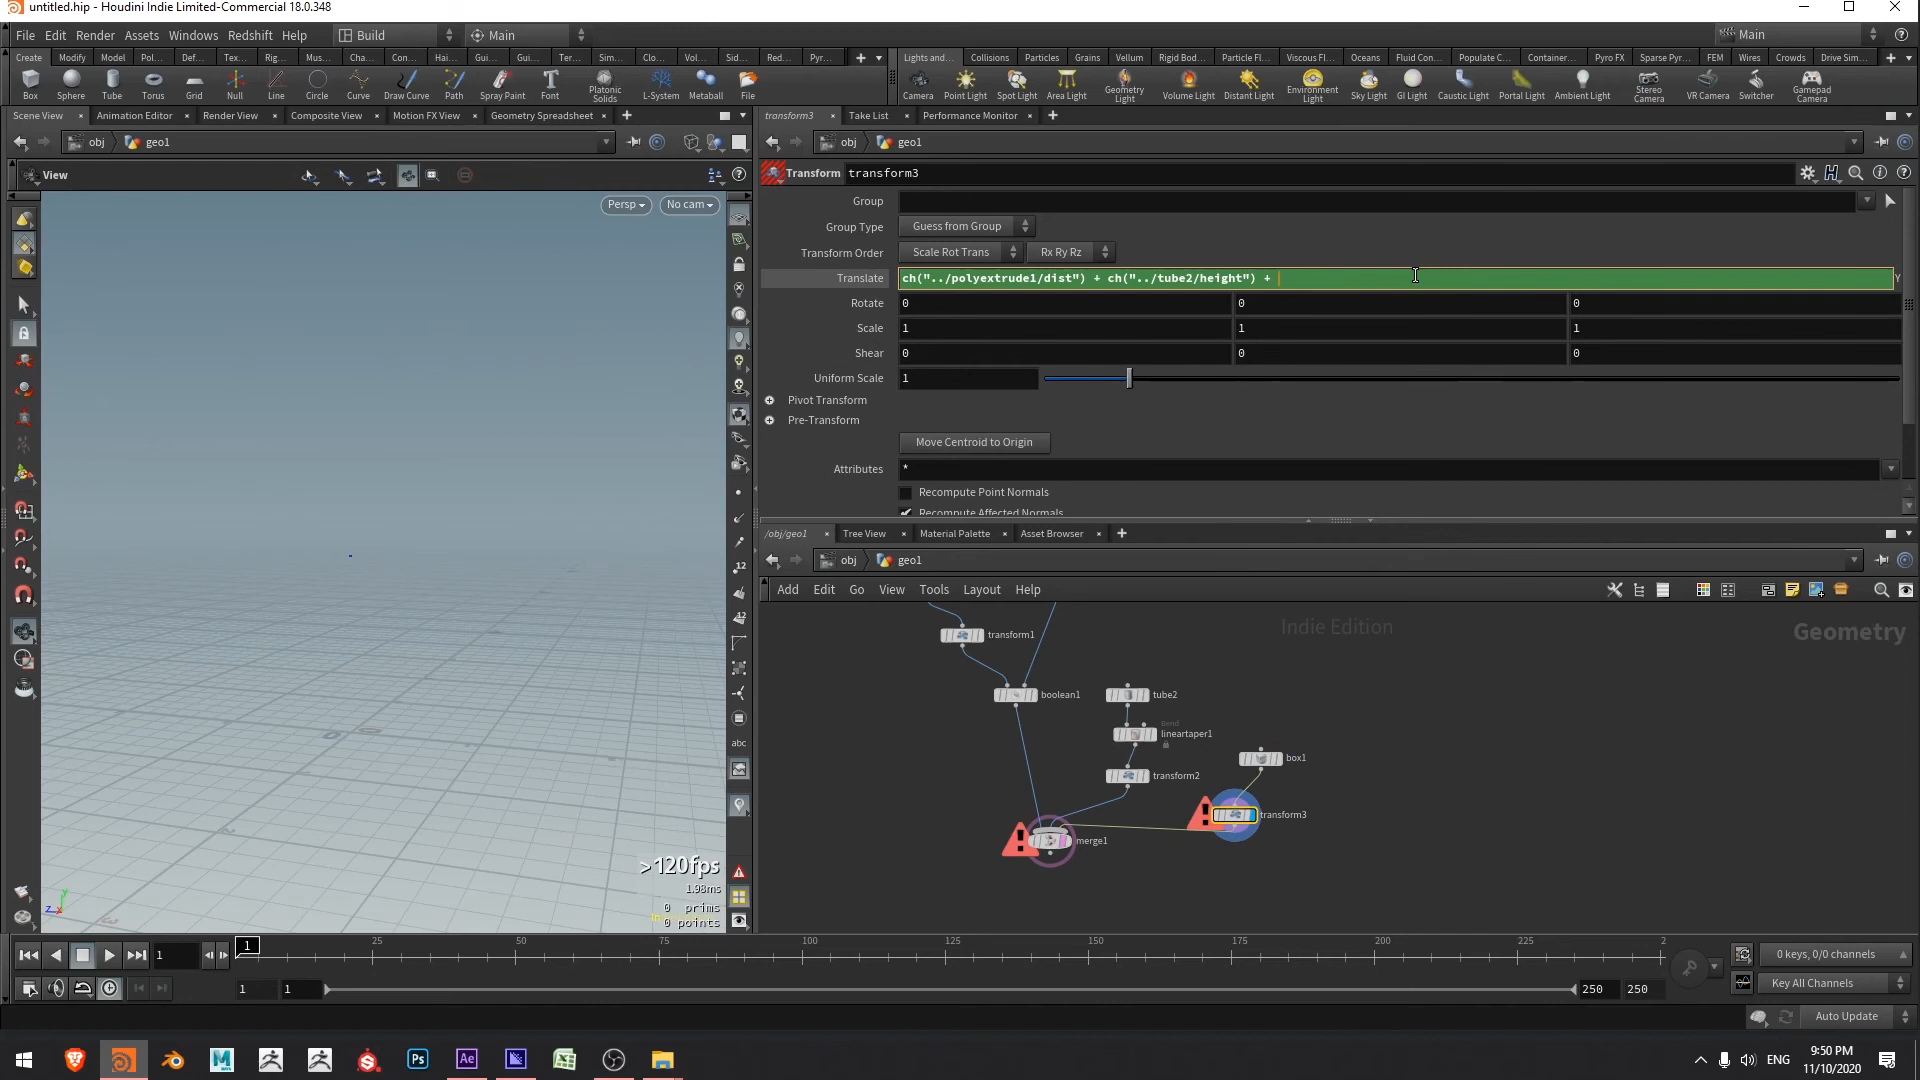 untitled.hip - Houdini Indie Limited-Commercial 18.0.348
File Edit Render Assets Windows Redshift Help Build Main Main
Create Modify Model Pol... Def... Tex... Rig... Mus... Cha... Con... Hai... Gui... Gui... Ter... Sim... Clo... Vol... Sid... Red... Pyr...
Lights and... Collisions Particles Grains Vellum Rigid Bod... Particle Fl... Viscous Fl... Oceans Fluid Con... Populate C... Container... Pyro FX Sparse Pyr... FEM Wires Crowds Drive Sim...
Box Sphere Tube Torus Grid Null Line Circle Curve Draw Curve Path Spray Paint Font Platonic Solids L-System Metaball File
Camera Point Light Spot Light Area Light Geometry Light Volume Light Distant Light Environment Light Sky Light GI Light Caustic Light Portal Light Ambient Light Stereo Camera VR Camera Switcher Gamepad Camera
Scene View Animation Editor Render View Composite View Motion FX View Geometry Spreadsheet
transform3 Take List Performance Monitor
obj geo1
obj geo1
View
Transform transform3
Persp No cam
Group
Group Type Guess from Group
Transform Order Scale Rot Trans Rx Ry Rz
Translate ch("../polyextrude1/dist") + ch("../tube2/height") +
Rotate 0 0 0
Scale 1 1 1
Shear 0 0 0
Uniform Scale 1
Pivot Transform
Pre-Transform
Move Centroid to Origin
Attributes *
Recompute Point Normals
Recompute Affected Normals
/obj/geo1 Tree View Material Palette Asset Browser
obj geo1
Add Edit Go View Tools Layout Help
Indie Edition
Geometry
transform1
boolean1
tube2
Bend
lineartaper1
box1
transform2
transform3
merge1
abc
>120fps
1.98ms
0 prims
0 points
1
25 50 75 100 125 150 175 200 225 2
1
0 keys, 0/0 channels
1 1 250 250
Key All Channels
Auto Update
ENG
9:50 PM
11/10/2020